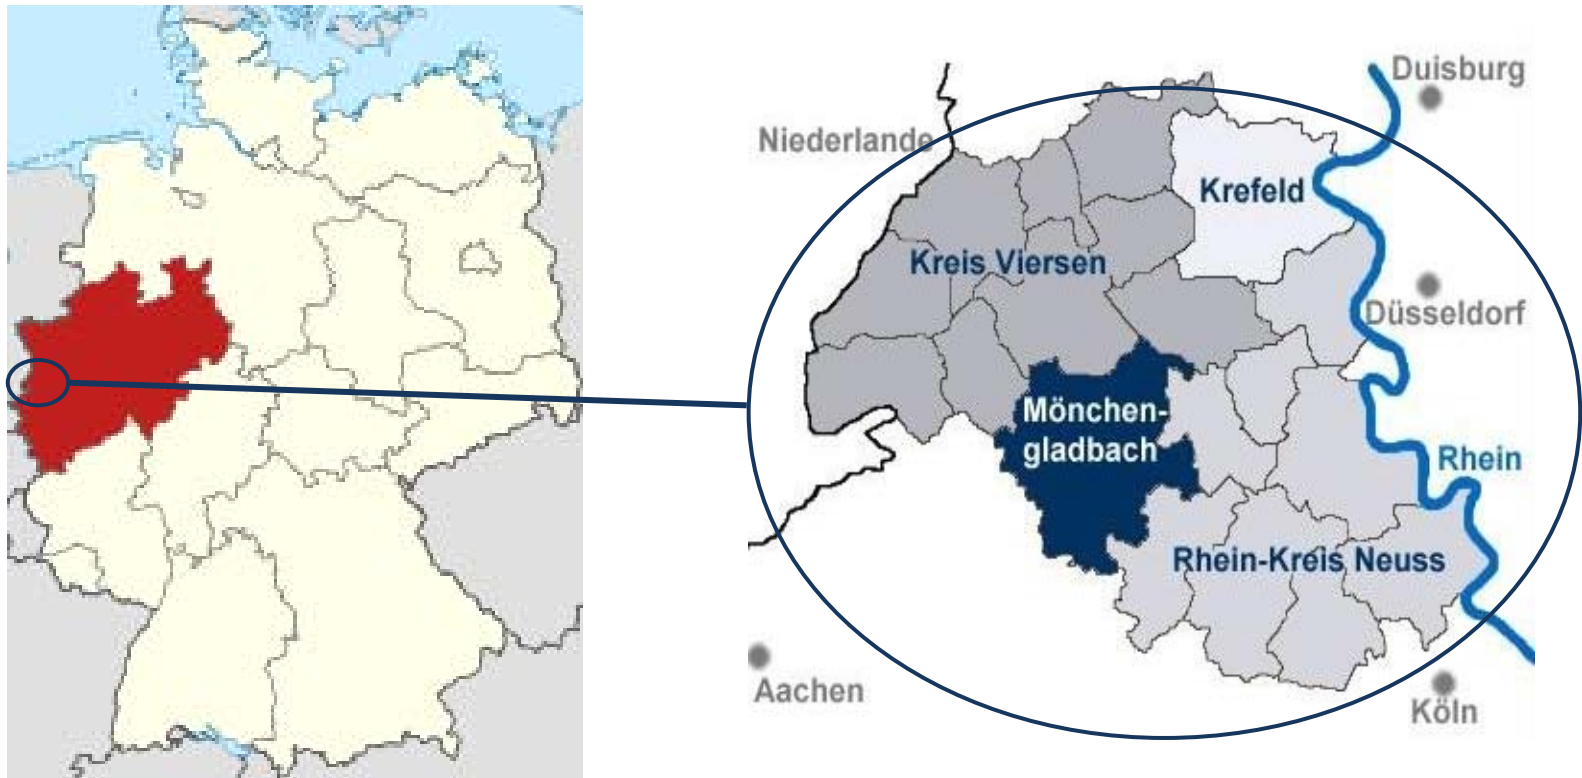 Duisburg
Niederlande
Krefeld
Kreis Viersen
Düsseldorf
Mönchen-
gladbach
Rhein
Rhein-Kreis Neuss
Aachen
Köln